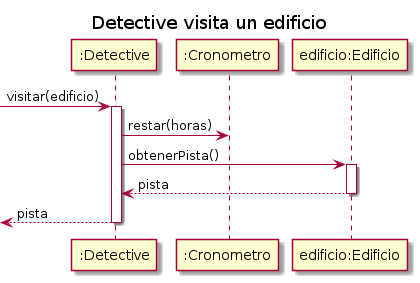 Detective visita un edificio
:Detective
:Cronometro
edificio:Edificio
visitar(edificio)
restar(horas)
obtenerPista()
pista
pista
:Detective
:Cronometro
edificio:Edificio